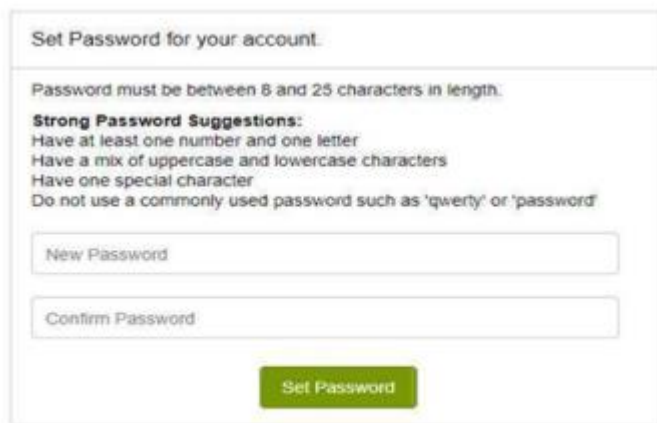 Set Password for your account.
Password must be between 8 and 25 characters in length.
Strong Password Suggestions:
Have at least one number and one letter
Have a mix of uppercase and lowercase characters
Have one special character
Do not use a commonly used password such as 'qwerty' or 'password'
New Password
Confirm Password
Set Password